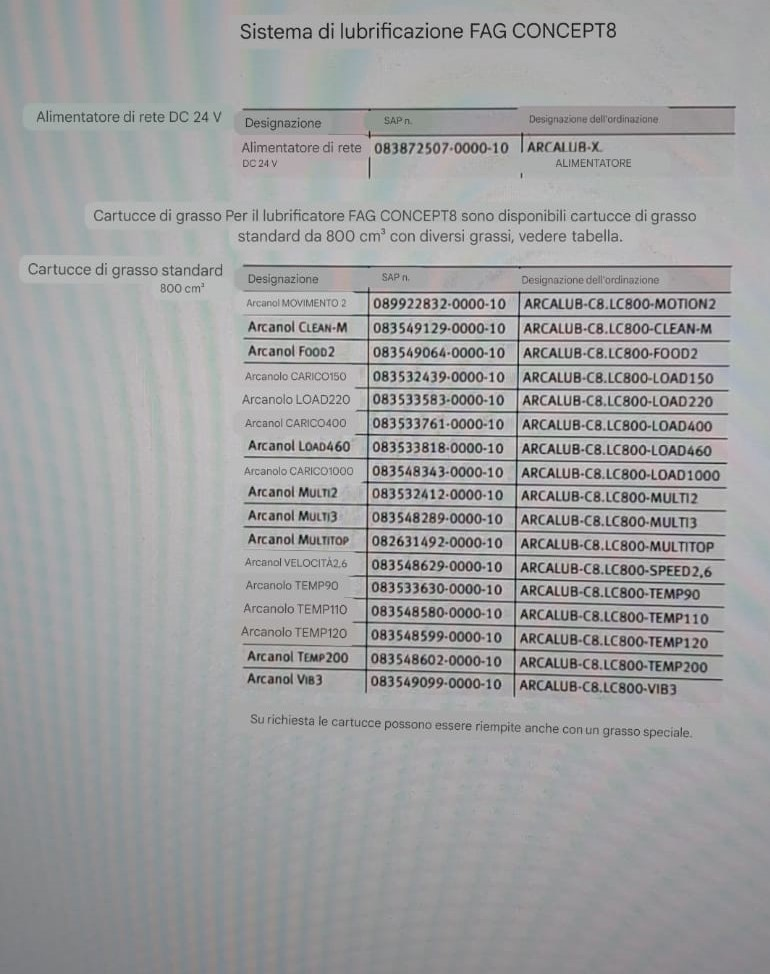 Sistema di lubrificazione FAG CONCEPT8
Alimentatore di rete DC 24 V
Designazione SAP n. Designazione dell'ordinazione
Alimentatore di rete 083872507-0000-10 ARCALUB-X.
DC 24 V ALIMENTATORE
Cartucce di grasso Per il lubrificatore FAG CONCEPT8 sono disponibili cartucce di grasso
standard da 800 cm³ con diversi grassi, vedere tabella.
Cartucce di grasso standard
800 cm³
Designazione SAP n. Designazione dell'ordinazione
Arcanol MOVIMENTO 2 089922832-0000-10 ARCALUB-C8.LC800-MOTION2
Arcanol CLEAN-M 083549129-0000-10 ARCALUB-C8.LC800-CLEAN-M
Arcanol FOOD2 083549064-0000-10 ARCALUB-C8.LC800-FOOD2
Arcanolo CARICO150 083532439-0000-10 ARCALUB-C8.LC800-LOAD150
Arcanolo LOAD220 083533583-0000-10 ARCALUB-C8.LC800-LOAD220
Arcanol CARICO400 083533761-0000-10 ARCALUB-C8.LC800-LOAD400
Arcanol LOAD460 083533818-0000-10 ARCALUB-C8.LC800-LOAD460
Arcanolo CARICO1000 083548343-0000-10 ARCALUB-C8.LC800-LOAD1000
Arcanol MULTI2 083532412-0000-10 ARCALUB-C8.LC800-MULTI2
Arcanol MULTI3 083548289-0000-10 ARCALUB-C8.LC800-MULTI3
Arcanol MULTITOP 082631492-0000-10 ARCALUB-C8.LC800-MULTITOP
Arcanol VELOCITÀ2,6 083548629-0000-10 ARCALUB-C8.LC800-SPEED2,6
Arcanolo TEMP90 083533630-0000-10 ARCALUB-C8.LC800-TEMP90
Arcanolo TEMP110 083548580-0000-10 ARCALUB-C8.LC800-TEMP110
Arcanolo TEMP120 083548599-0000-10 ARCALUB-C8.LC800-TEMP120
Arcanol TEMP200 083548602-0000-10 ARCALUB-C8.LC800-TEMP200
Arcanol VIB3 083549099-0000-10 ARCALUB-C8.LC800-VIB3
Su richiesta le cartucce possono essere riempite anche con un grasso speciale.